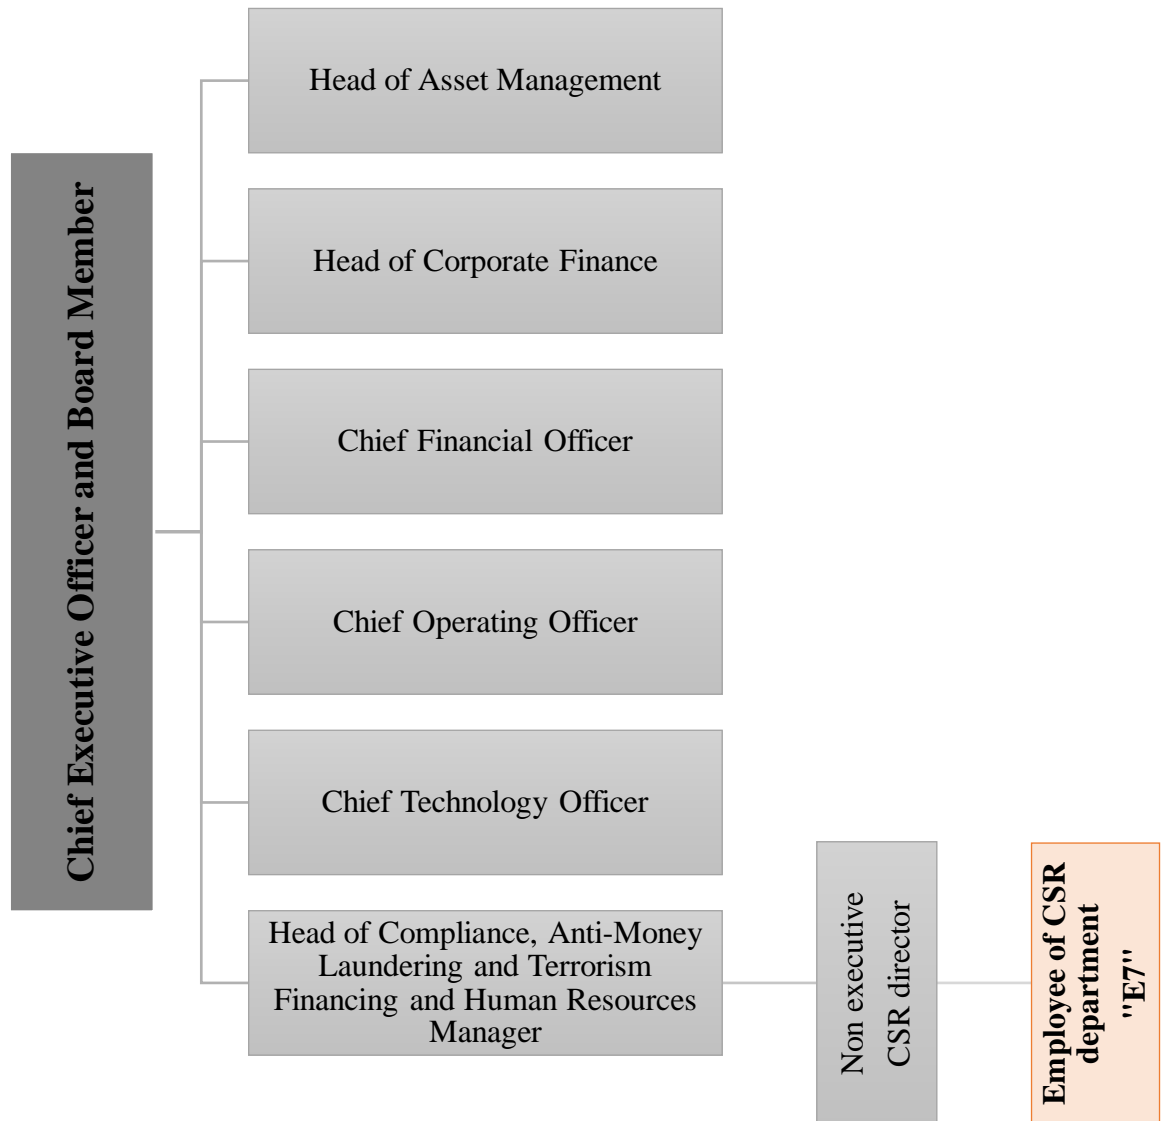 Chief Executive Officer and Board Member
Head of Asset Management
Head of Corporate Finance
Chief Financial Officer
Chief Operating Officer
Chief Technology Officer
Head of Compliance, Anti-Money
Laundering and Terrorism
Financing and Human Resources
Manager
Non executive
CSR director
Employee of CSR
department
"E7"